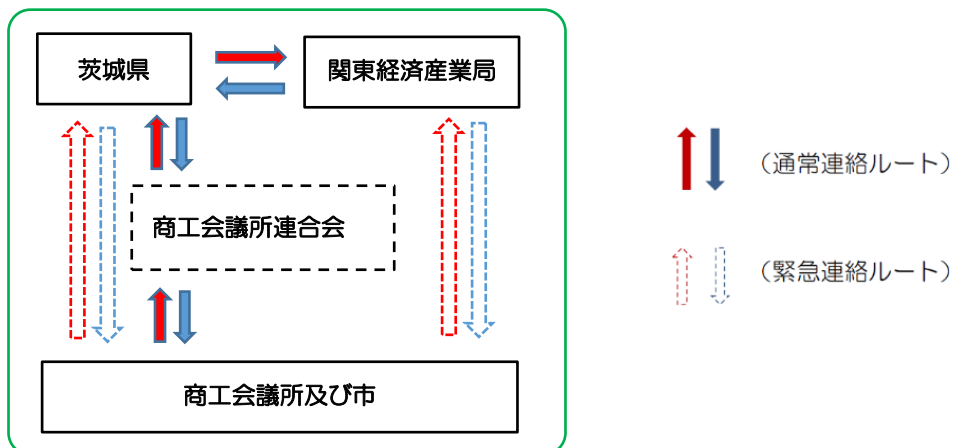 茨城県
関東経済産業局
商工会議所連合会
商工会議所及び市
（通常連絡ルート）
（緊急連絡ルート）